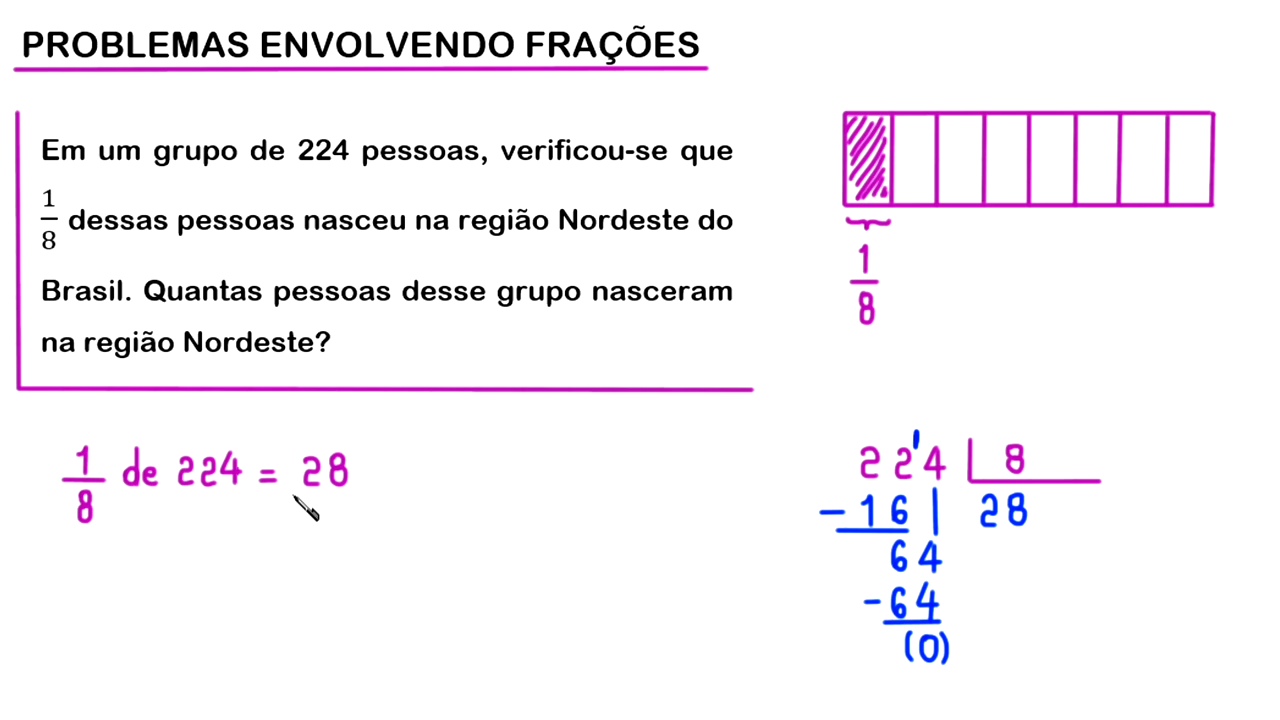 PROBLEMAS ENVOLVENDO FRAÇÕES
Em um grupo de 224 pessoas, verificou-se que
1/8 dessas pessoas nasceu na região Nordeste do
Brasil. Quantas pessoas desse grupo nasceram
na região Nordeste?
1/8
1/8 de 224 = 28
22'4 | 8
- 16 | 28
64
- 64
(0)